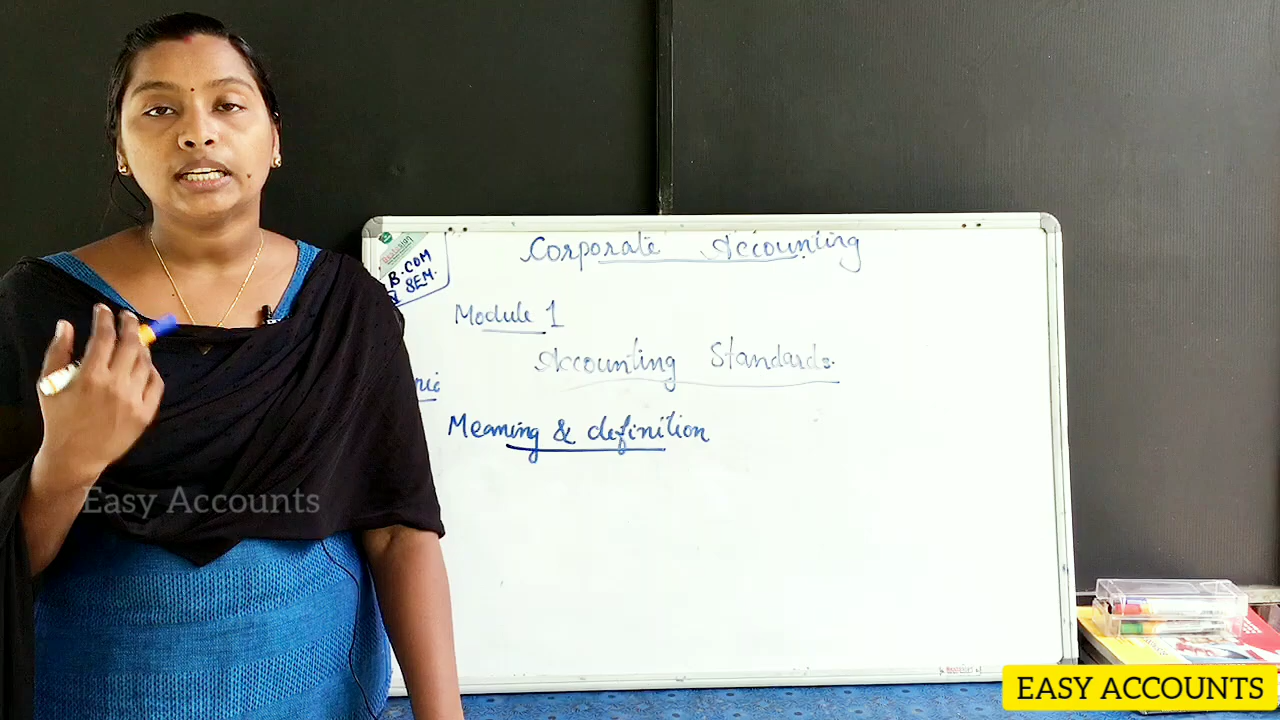 Corporate Accounting
B.COM
SEM.
Module 1
Accounting Standards.
Meaning & definition
Easy Accounts
EASY ACCOUNTS